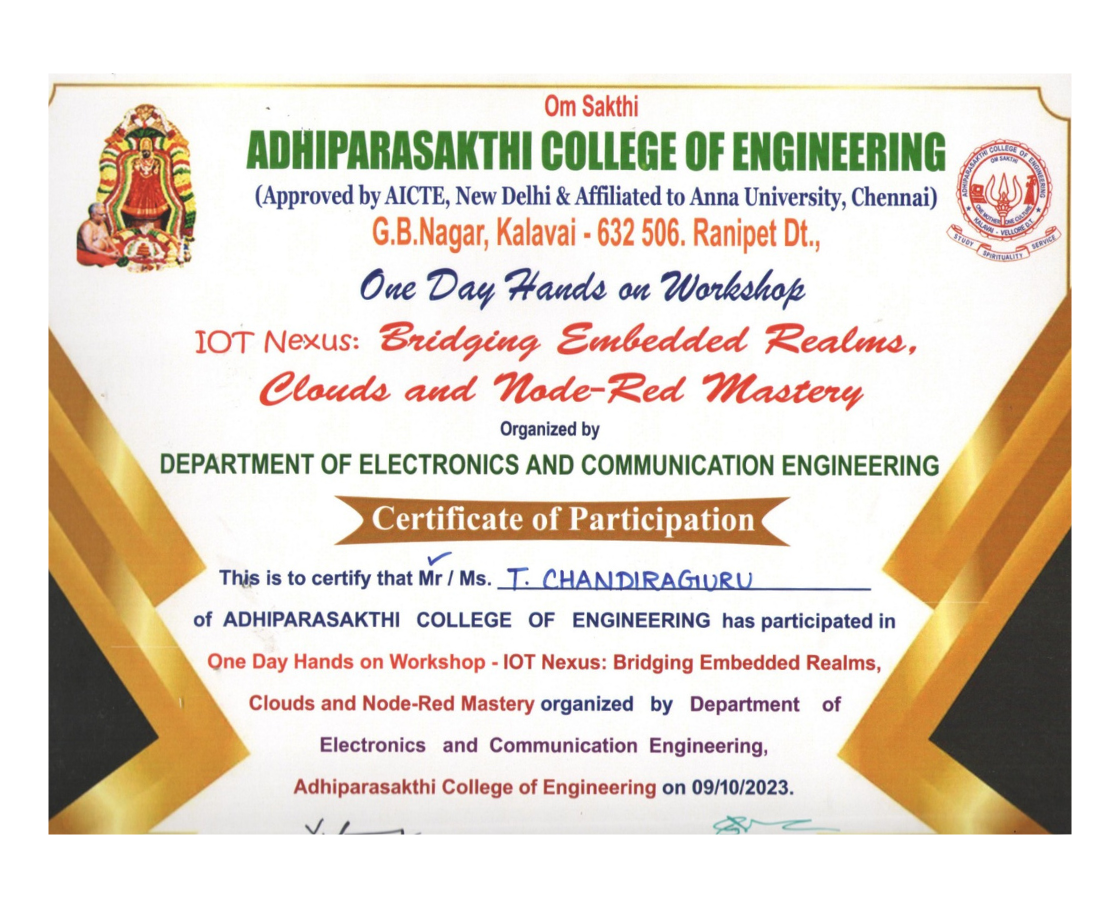 Om Sakthi
ADHIPARASAKTHI COLLEGE OF ENGINEERING
(Approved by AICTE, New Delhi & Affiliated to Anna University, Chennai)
G.B.Nagar, Kalavai - 632 506. Ranipet Dt.,
ADHIPARASAKTHI COLLEGE OF ENGINEERING
OM SAKTHI
ONE MOTHER ONE CULTURE
KALAVAI - VELLORE DT.
STUDY SPIRITUALITY SERVICE
One Day Hands on Workshop
IOT Nexus: Bridging Embedded Realms,
Clouds and Node-Red Mastery
Organized by
DEPARTMENT OF ELECTRONICS AND COMMUNICATION ENGINEERING
Certificate of Participation
This is to certify that Mr / Ms. T. CHANDIRAGURU
of ADHIPARASAKTHI COLLEGE OF ENGINEERING has participated in
One Day Hands on Workshop - IOT Nexus: Bridging Embedded Realms,
Clouds and Node-Red Mastery organized by Department of
Electronics and Communication Engineering,
Adhiparasakthi College of Engineering on 09/10/2023.